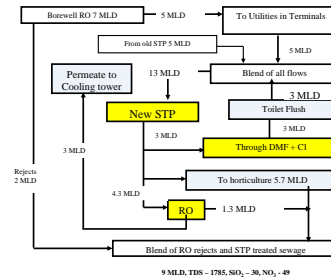 Borewell RO 7 MLD
5 MLD
To Utilities in Terminals
From old STP 5 MLD
5 MLD
Permeate to
Cooling tower
13 MLD
Blend of all flows
3 MLD
New STP
Toilet Flush
3 MLD
3 MLD
Through DMF + Cl
3 MLD
Rejects
2 MLD
To horticulture 5.7 MLD
4.3 MLD
RO
1.3 MLD
Blend of RO rejects and STP treated sewage
9 MLD, TDS – 1785, SiO₂ – 30, NO₃ - 49